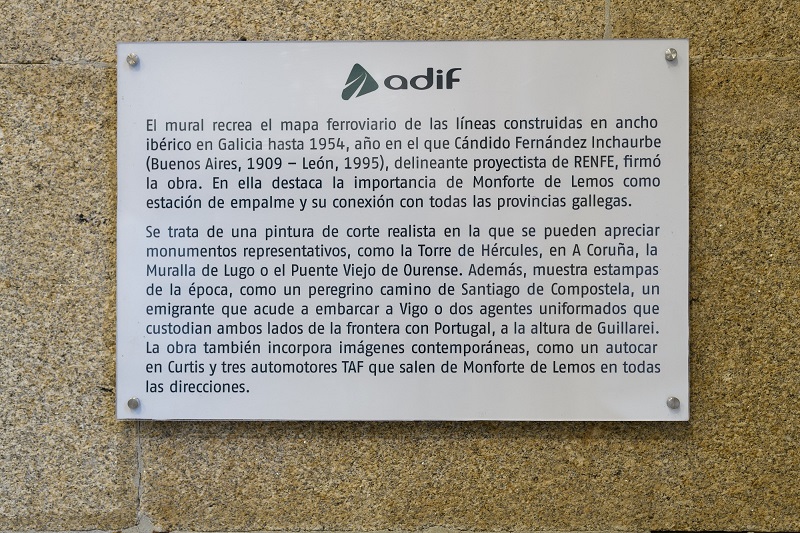 adif
El mural recrea el mapa ferroviario de las líneas construidas en ancho
ibérico en Galicia hasta 1954, año en el que Cándido Fernández Inchaurbe
(Buenos Aires, 1909 – León, 1995), delineante proyectista de RENFE, firmó
la obra. En ella destaca la importancia de Monforte de Lemos como
estación de empalme y su conexión con todas las provincias gallegas.
Se trata de una pintura de corte realista en la que se pueden apreciar
monumentos representativos, como la Torre de Hércules, en A Coruña, la
Muralla de Lugo o el Puente Viejo de Ourense. Además, muestra estampas
de la época, como un peregrino camino de Santiago de Compostela, un
emigrante que acude a embarcar a Vigo o dos agentes uniformados que
custodian ambos lados de la frontera con Portugal, a la altura de Guillarei.
La obra también incorpora imágenes contemporáneas, como un autocar
en Curtis y tres automotores TAF que salen de Monforte de Lemos en todas
las direcciones.